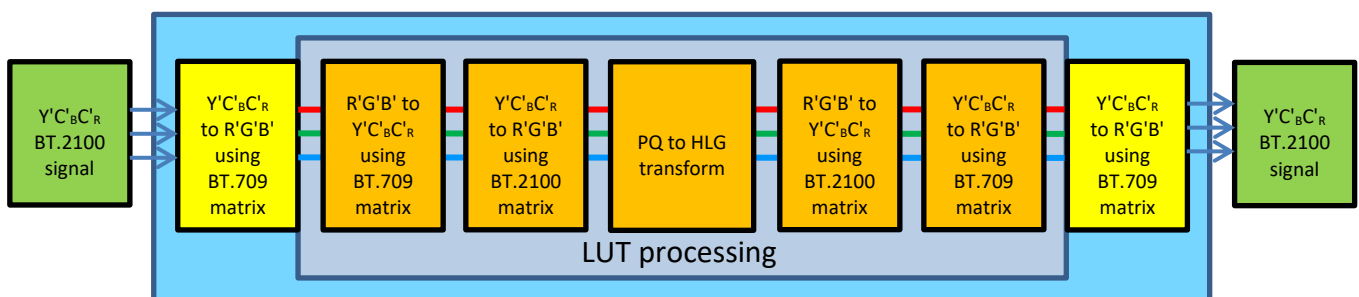 Y'C'BC'R
BT.2100
signal
Y'C'BC'R
to R'G'B'
using
BT.709
matrix
R'G'B' to
Y'C'BC'R
using
BT.709
matrix
Y'C'BC'R
to R'G'B'
using
BT.2100
matrix
PQ to HLG
transform
R'G'B' to
Y'C'BC'R
using
BT.2100
matrix
Y'C'BC'R
to R'G'B'
using
BT.709
matrix
Y'C'BC'R
to R'G'B'
using
BT.709
matrix
Y'C'BC'R
BT.2100
signal
LUT processing